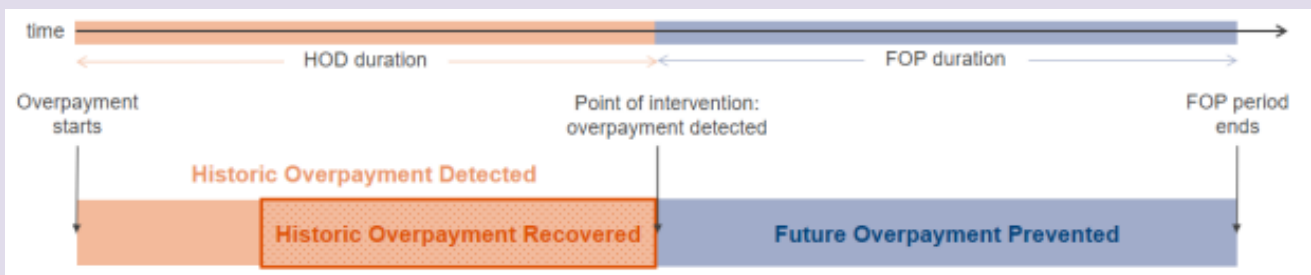 time
HOD duration
FOP duration
Overpayment
starts
Point of intervention:
overpayment detected
FOP period
ends
Historic Overpayment Detected
Historic Overpayment Recovered
Future Overpayment Prevented